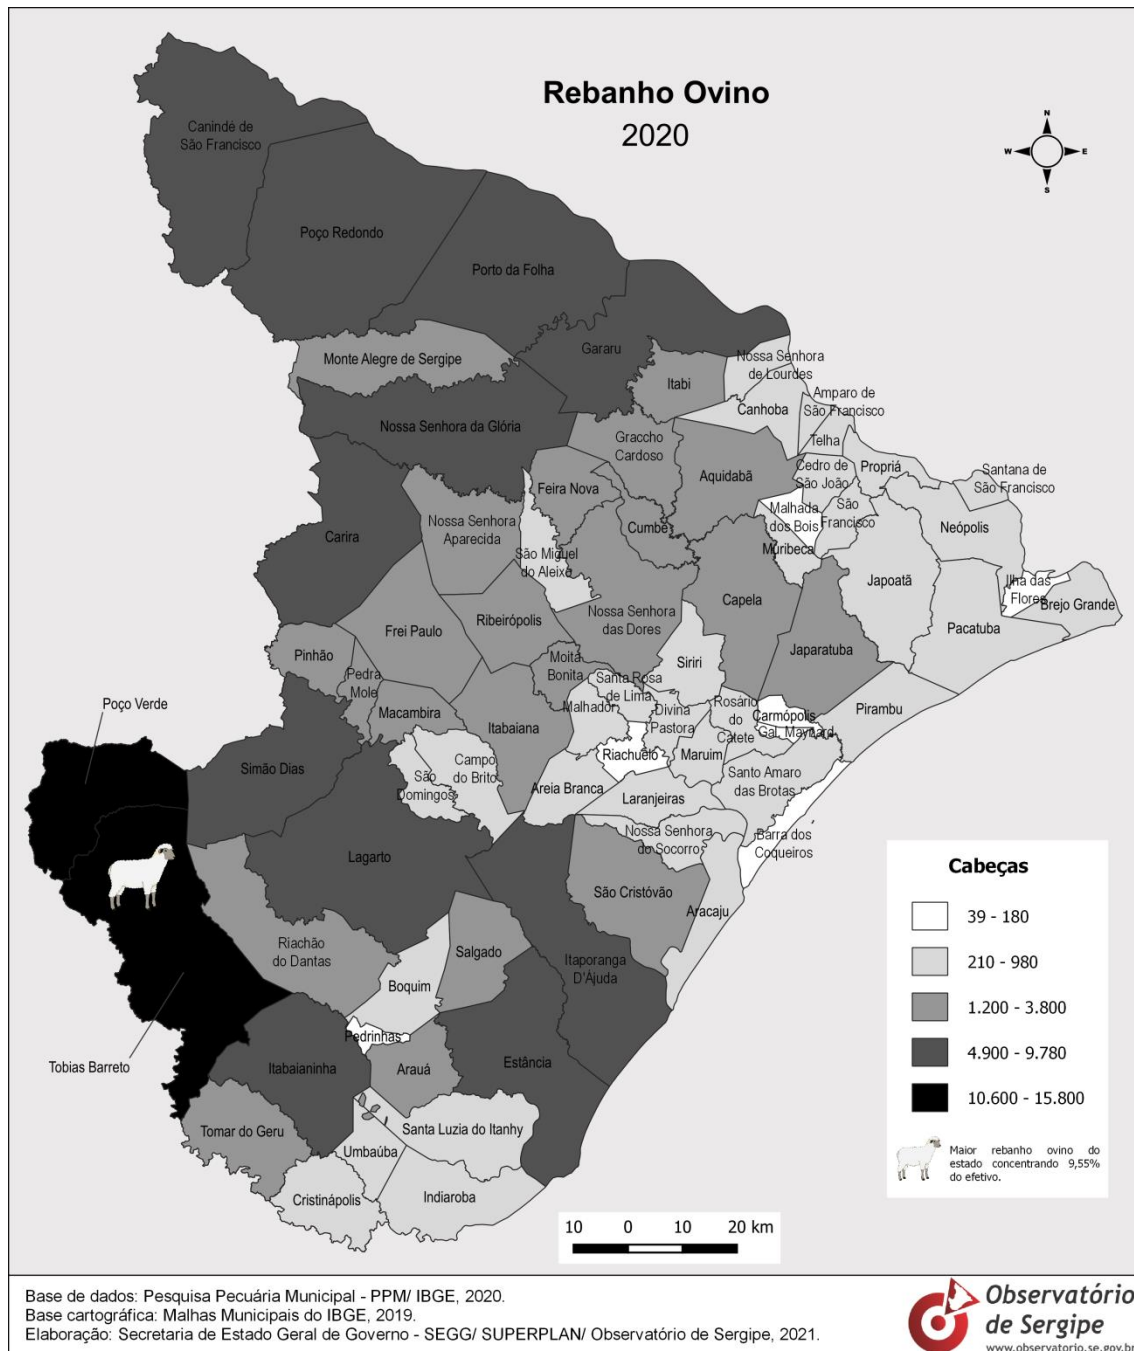 Rebanho Ovino
2020
N
W
E
S
Canindé de
São Francisco
Poço Redondo
Porto da Folha
Gararu
Monte Alegre de Sergipe
Nossa Senhora
de Lourdes
Itabi
Amparo de
São Francisco
Canhoba
Nossa Senhora da Glória
Telha
Graccho
Cardoso
Propriá
Cedro de
São João
Santana de
São Francisco
Aquidabã
Feira Nova
Malhada
dos Bois
São
Francisco
Neópolis
Nossa Senhora
Aparecida
Carira
Cumbe
São Miguel
do Aleixo
Muribeca
Japoatã
Ilha das
Flores
Brejo Grande
Capela
Nossa Senhora
das Dores
Ribeirópolis
Frei Paulo
Pacatuba
Japaratuba
Pinhão
Moita
Bonita
Siriri
Pedra
Mole
Santa Rosa
de Lima
Poço Verde
Malhador
Divina
Pastora
Rosário
do
Catete
Pirambu
Macambira
Carmópolis
Itabaiana
Gal. Maynard
Simão Dias
Campo
do Brito
Riachuelo
Maruim
São
Domingos
Areia Branca
Santo Amaro
das Brotas
Laranjeiras
Nossa Senhora
do Socorro
Barra dos
Coqueiros
Lagarto
São Cristóvão
Aracaju
Riachão
do Dantas
Salgado
Itaporanga
D'Ájuda
Boquim
Pedrinhas
Tobias Barreto
Itabaianinha
Arauá
Estância
Tomar do Geru
Santa Luzia do Itanhy
Umbaúba
Cristinápolis
Indiaroba
Cabeças
39 - 180
210 - 980
1.200 - 3.800
4.900 - 9.780
10.600 - 15.800
Maior rebanho ovino do
estado concentrando 9,55%
do efetivo.
10 0 10 20 km
Base de dados: Pesquisa Pecuária Municipal - PPM/ IBGE, 2020.
Base cartográfica: Malhas Municipais do IBGE, 2019.
Elaboração: Secretaria de Estado Geral de Governo - SEGG/ SUPERPLAN/ Observatório de Sergipe, 2021.
Observatório
de Sergipe
www.observatorio.se.gov.br